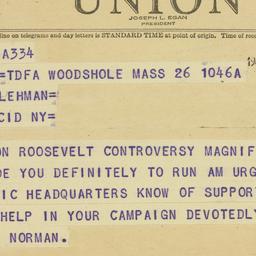 UNION
JOSEPH L. EGAN
PRESIDENT
line on telegrams and day letters is STANDARD TIME at point of origin. Time of
A334
=TDFA WOODSHOLE MASS 26 1046A
LEHMAN=
CID NY=
ON ROOSEVELT CONTROVERSY MAGNIF
DE YOU DEFINITELY TO RUN AM URG
IC HEADQUARTERS KNOW OF SUPPORT
HELP IN YOUR CAMPAIGN DEVOTEDLY
NORMAN.